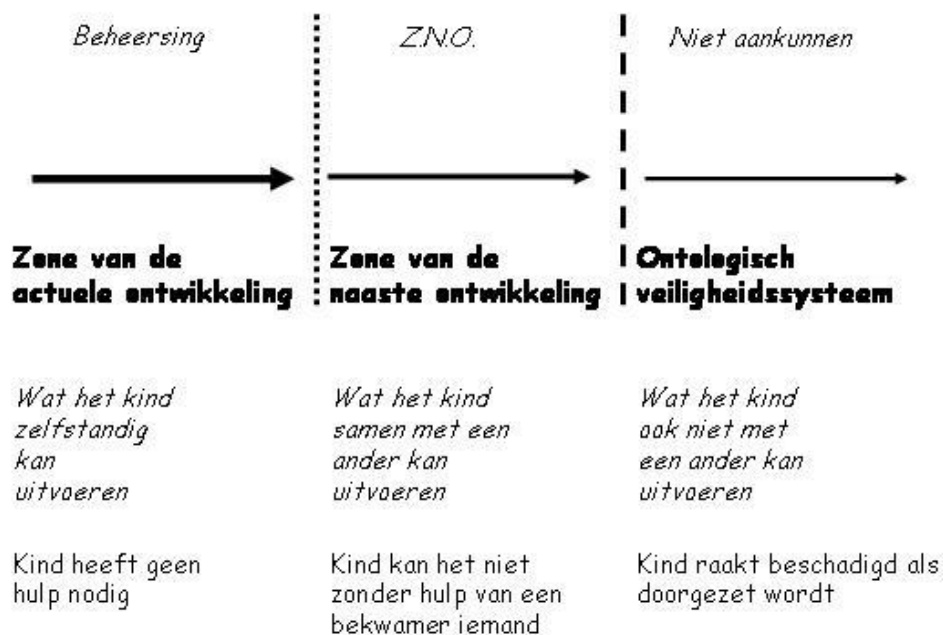 Beheersing
Z.N.O.
Niet aankunnen
Zone van de
actuele ontwikkeling
Zone van de
naaste ontwikkeling
Ontologisch
veiligheidssysteem
Wat het kind
zelfstandig
kan
uitvoeren
Wat het kind
samen met een
ander kan
uitvoeren
Wat het kind
ook niet met
een ander kan
uitvoeren
Kind heeft geen
hulp nodig
Kind kan het niet
zonder hulp van een
bekwamer iemand
Kind raakt beschadigd als
doorgezet wordt